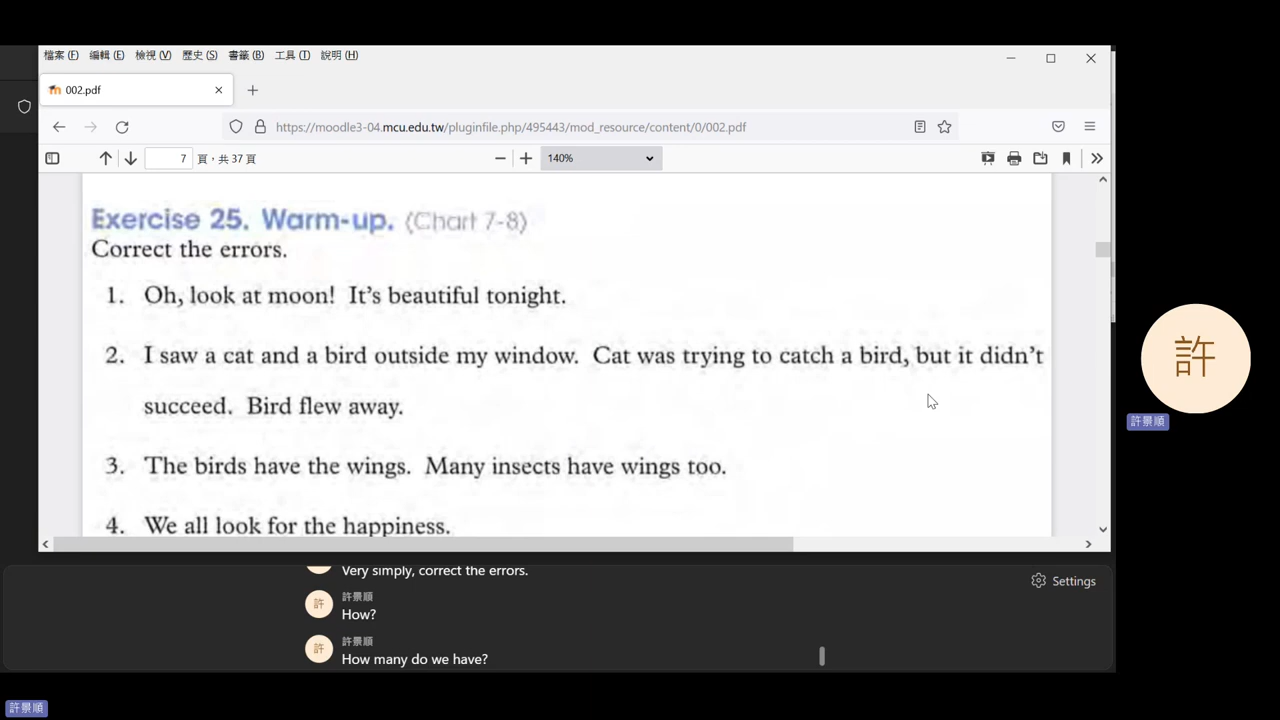 檔案 (F) 編輯 (E) 檢視 (V) 歷史 (S) 書籤 (B) 工具 (T) 說明 (H)
002.pdf
https://moodle3-04.mcu.edu.tw/pluginfile.php/495443/mod_resource/content/0/002.pdf
7 頁，共 37 頁
140%
Exercise 25. Warm-up. (Chart 7-8)
Correct the errors.
1. Oh, look at moon! It's beautiful tonight.
2. I saw a cat and a bird outside my window. Cat was trying to catch a bird, but it didn't
succeed. Bird flew away.
3. The birds have the wings. Many insects have wings too.
4. We all look for the happiness.
許
許景順
Very simply, correct the errors.
Settings
許景順
許
How?
許景順
許
How many do we have?
許景順